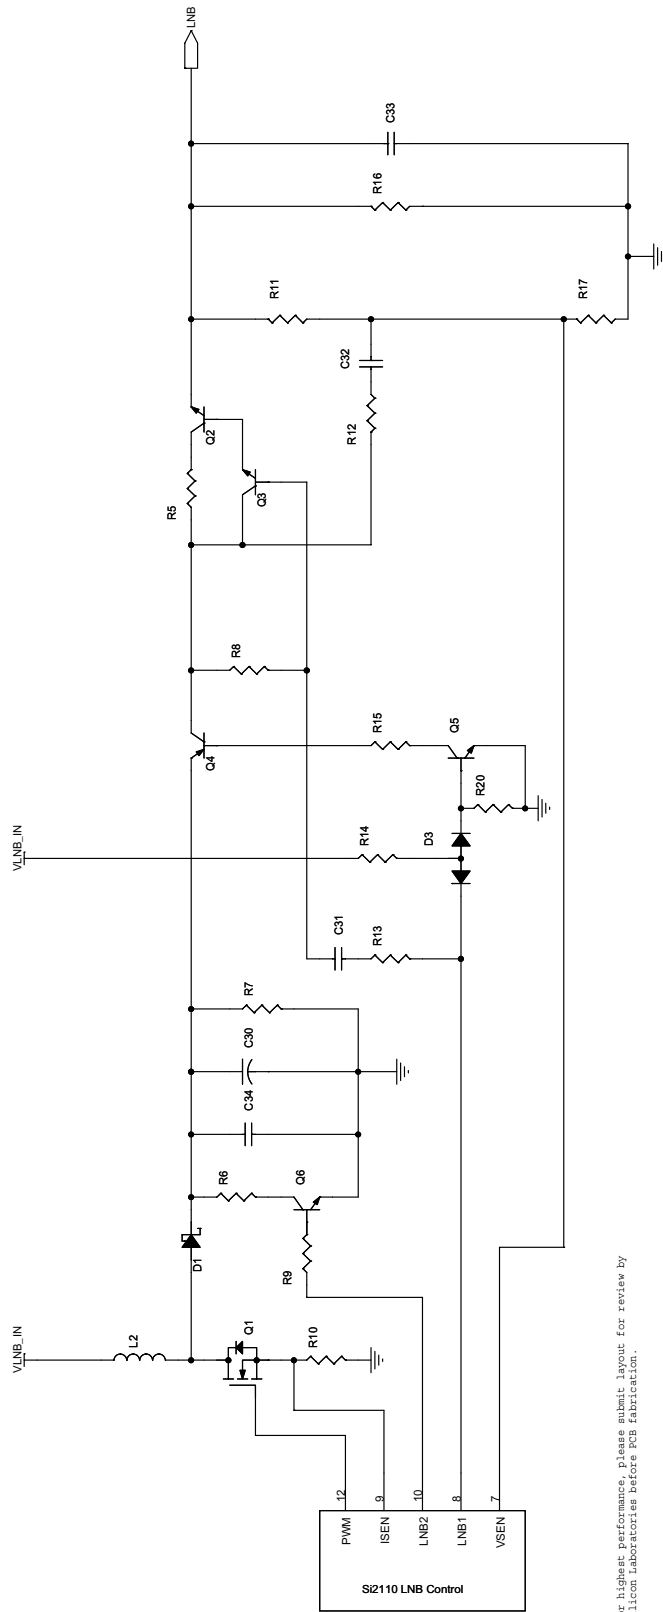 VLNB_IN
VLNB_IN
L2
R5
LNB
D1
Q4
Q2
R6
C34
C30
R7
R8
Q3
R11
Q1
Q6
R9
R10
C31
R14
C32
R12
R16
C33
R13
R15
D3
Q5
R20
R17
PWM 12
ISEN 9
LNB2 10
LNB1 8
VSEN 7
Si2110 LNB Control
or highest performance, please submit layout for review by
licon Laboratories before PCB fabrication.